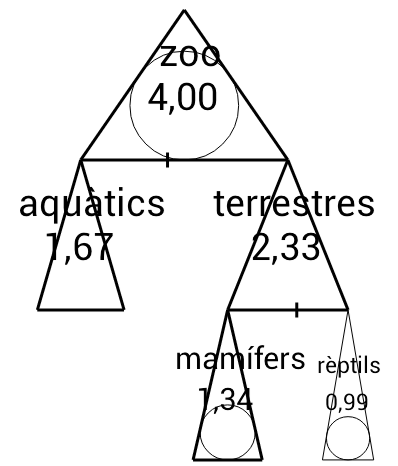 zoo
4,00
aquàtics
1,67
terrestres
2,33
mamífers
1,34
rèptils
0,99